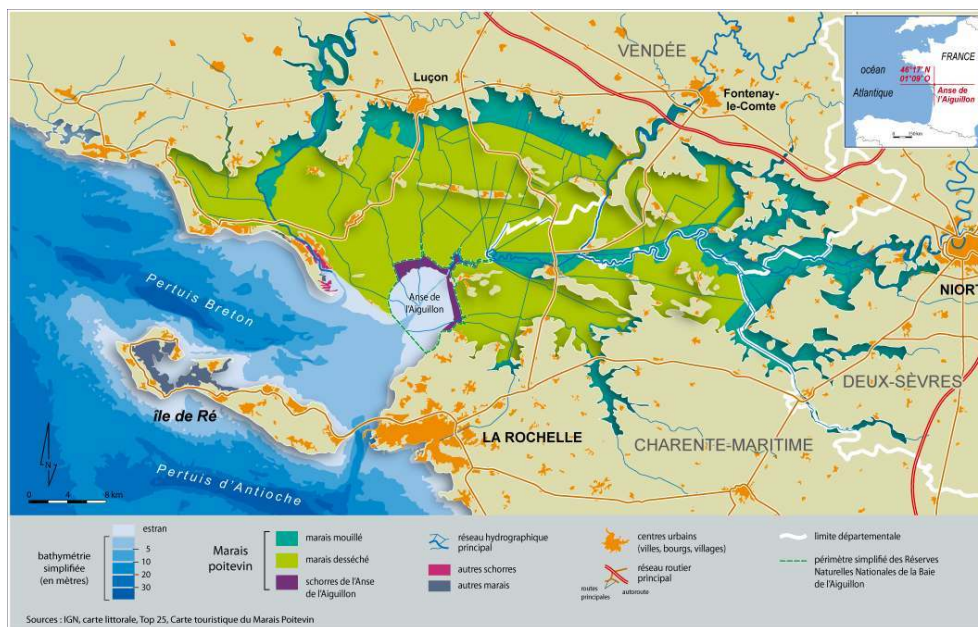 VENDÉE
Luçon
Fontenay-
le-Comte
FRANCE
océan
Atlantique
46°17' N
01°09' O
Anse de
l'Aiguillon
Anse de
l'Aiguillon
NIORT
Pertuis Breton
île de Ré
LA ROCHELLE
DEUX-SÈVRES
CHARENTE-MARITIME
Pertuis d'Antioche
N
0 4 8 km
bathymétrie
simplifiée
(en mètres)
estran
5
10
20
30
Marais
poitevin
marais mouillé
marais desséché
schorres de l'Anse
de l'Aiguillon
réseau hydrographique
principal
autres schorres
autres marais
centres urbains
(villes, bourgs, villages)
réseau routier
principal
routes
principales
autoroute
limite départementale
périmètre simplifié des Réserves
Naturelles Nationales de la Baie
de l'Aiguillon
Sources : IGN, carte littorale, Top 25, Carte touristique du Marais Poitevin